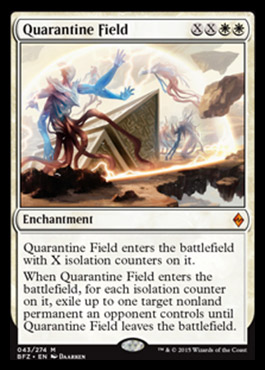 Quarantine Field XXWW
Enchantment
Quarantine Field enters the battlefield
with X isolation counters on it.
When Quarantine Field enters the
battlefield, for each isolation counter
on it, exile up to one target nonland
permanent an opponent controls until
Quarantine Field leaves the battlefield.
043/274 M
BFZ • EN DAARKEN ™ & © 2015 Wizards of the Coast